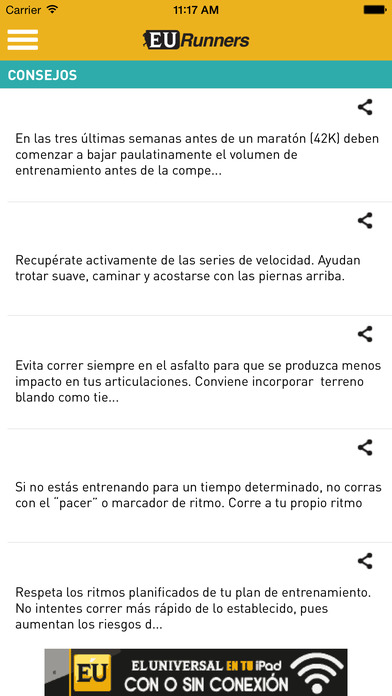 Carrier 11:17 AM
EU Runners
CONSEJOS
En las tres últimas semanas antes de un maratón (42K) deben
comenzar a bajar paulatinamente el volumen de
entrenamiento antes de la compe...
Recupérate activamente de las series de velocidad. Ayudan
trotar suave, caminar y acostarse con las piernas arriba.
Evita correr siempre en el asfalto para que se produzca menos
impacto en tus articulaciones. Conviene incorporar  terreno
blando como tie...
Si no estás entrenando para un tiempo determinado, no corras
con el “pacer” o marcador de ritmo. Corre a tu propio ritmo
Respeta los ritmos planificados de tu plan de entrenamiento.
No intentes correr más rápido de lo establecido, pues
aumentan los riesgos d...
EU
EL UNIVERSAL EN TU iPad
CON O SIN CONEXIÓN